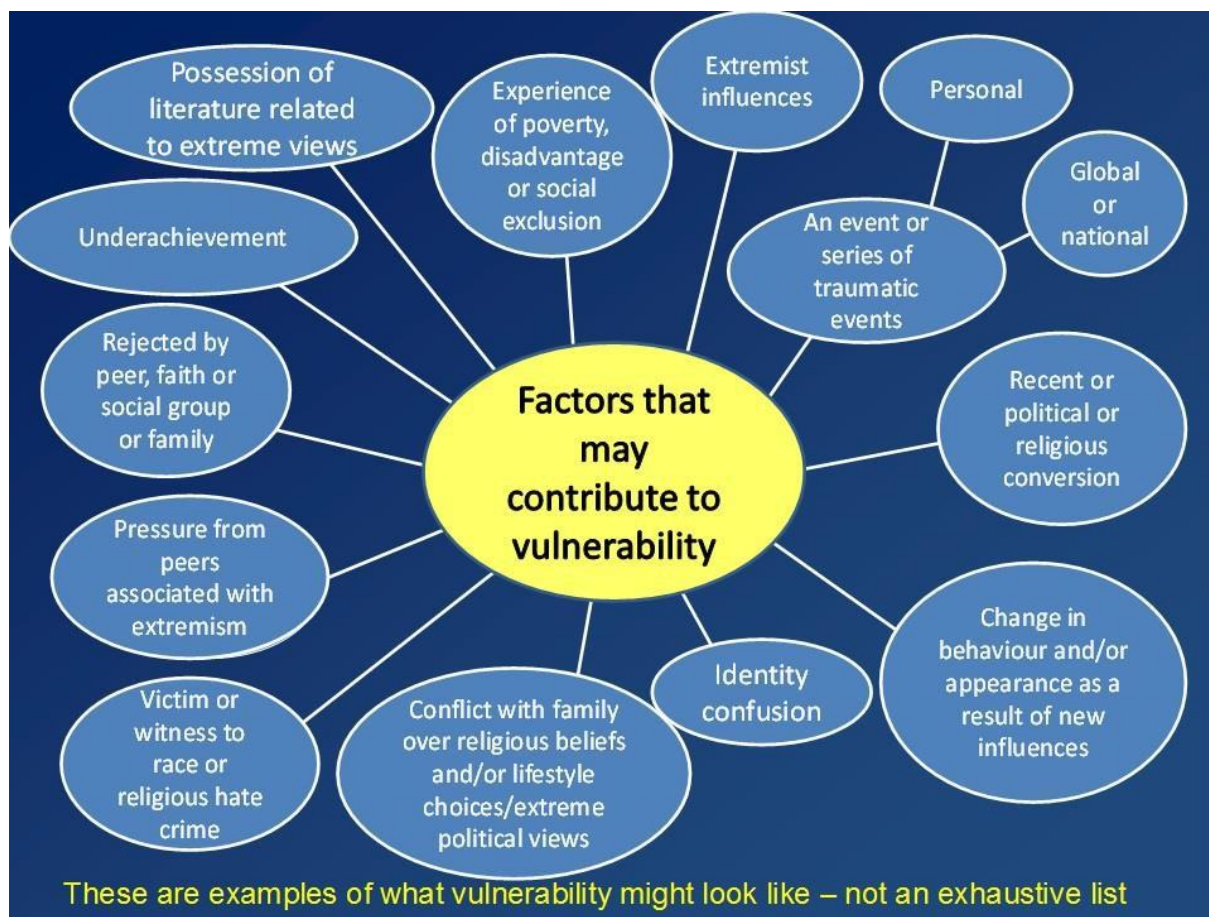 Possession of
literature related
to extreme views
Experience
of poverty,
disadvantage
or social
exclusion
Extremist
influences
Personal
Global
or
national
An event or
series of
traumatic
events
Underachievement
Rejected by
peer, faith or
social group
or family
Factors that
may
contribute to
vulnerability
Recent or
political or
religious
conversion
Pressure from
peers
associated with
extremism
Change in
behaviour and/or
appearance as a
result of new
influences
Identity
confusion
Victim or
witness to
race or
religious hate
crime
Conflict with family
over religious beliefs
and/or lifestyle
choices/extreme
political views
These are examples of what vulnerability might look like – not an exhaustive list